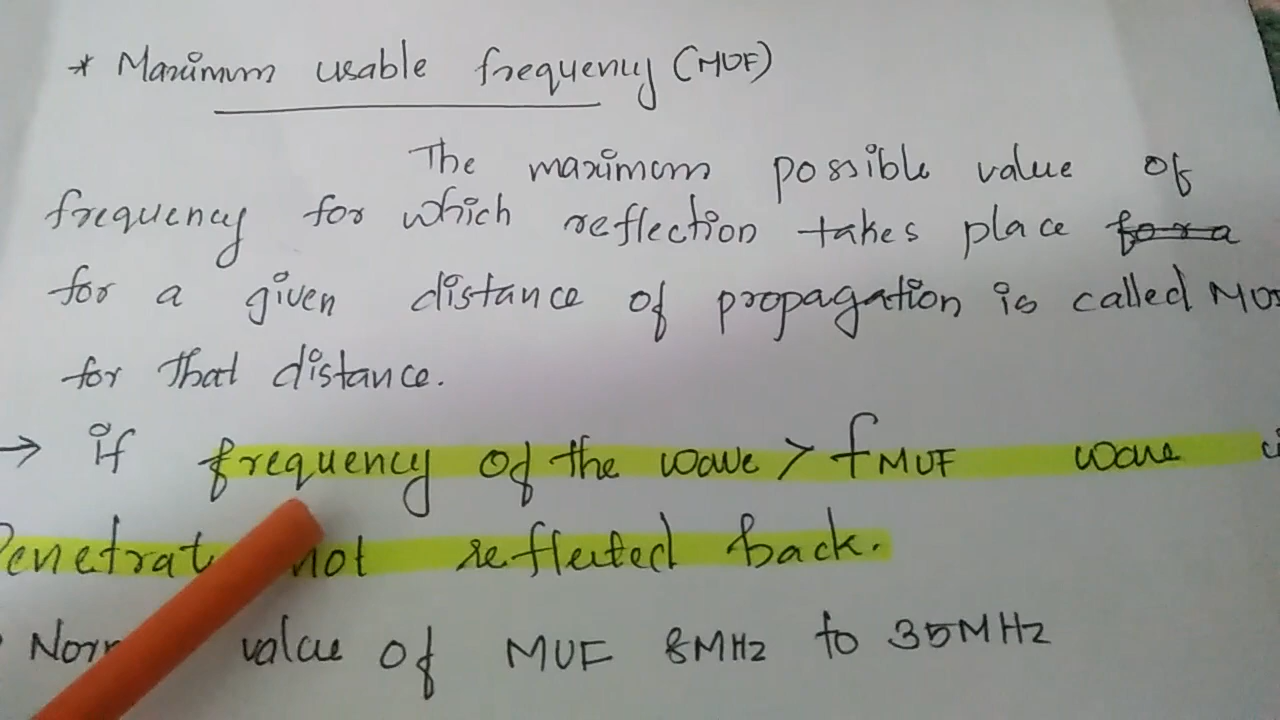 * Maximum usable frequency (MUF)
The maximum possible value of
frequency for which reflection takes place for a
for a given distance of propagation is called
for that distance.
→ if frequency of the wave > fMUF wave
not reflected back.
value of MUF 8MHz to 35MHz